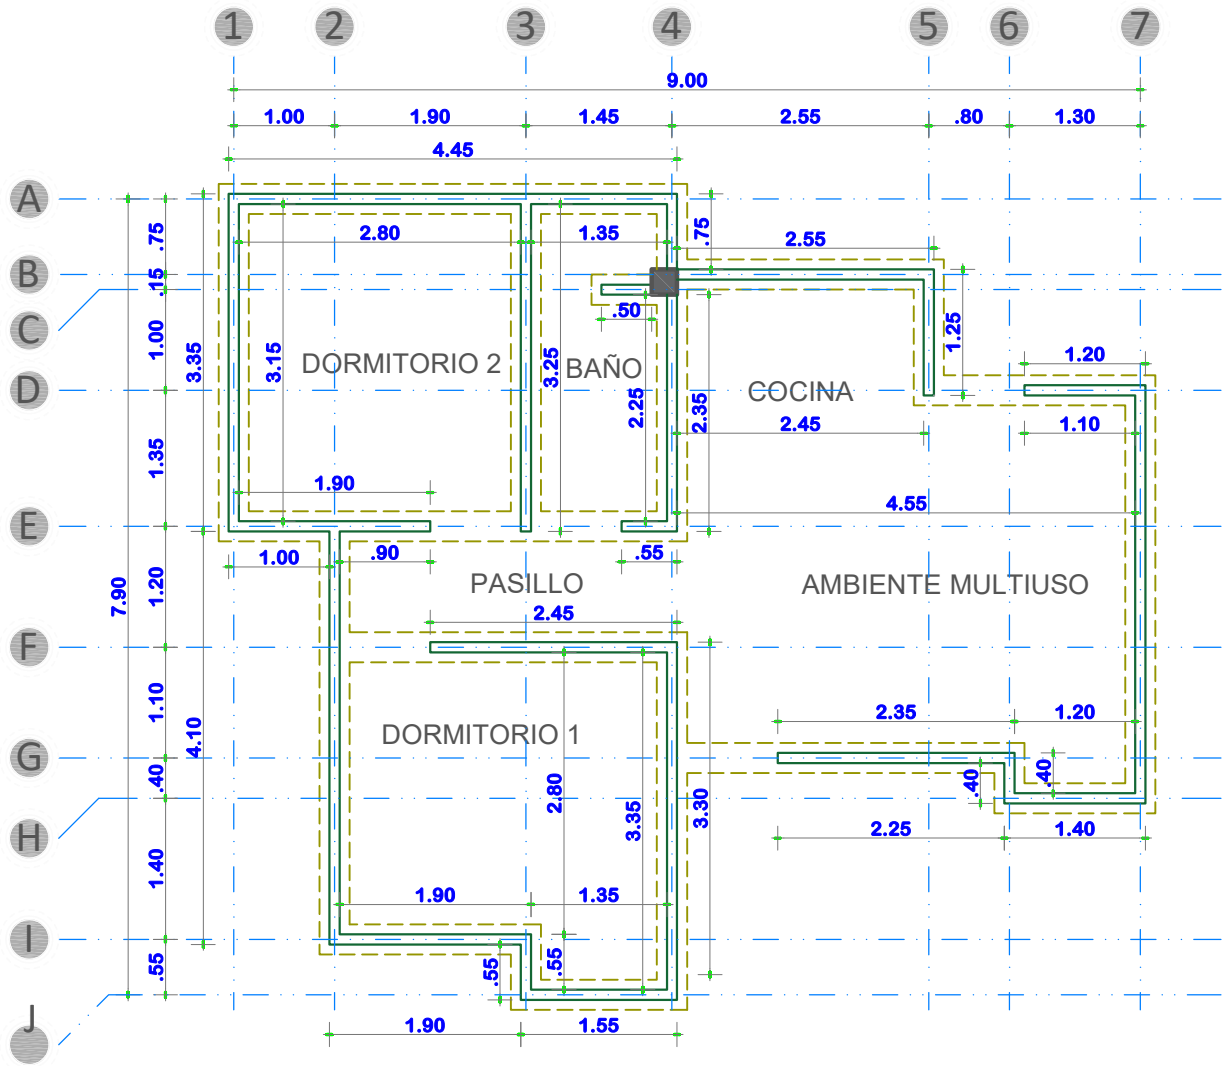 1 2 3 4 5 6 7
9.00
1.00 1.90 1.45 2.55 .80 1.30
4.45
A
.75
.75
2.80 1.35 2.55
B
.15
.50
C
1.00 3.35 3.15 3.25 1.25
DORMITORIO 2 BAÑO
1.20
D
COCINA
2.25 2.35
2.45 1.10
1.35
1.90
4.55
E
1.00 .90 .55
7.90 1.20
PASILLO AMBIENTE MULTIUSO
2.45
F
1.10 4.10
2.35 1.20
DORMITORIO 1
G
.40 2.80 3.35 3.30 .40 .40
H
2.25 1.40
1.40
1.90 1.35
I
.55 .55 .55
J
1.90 1.55